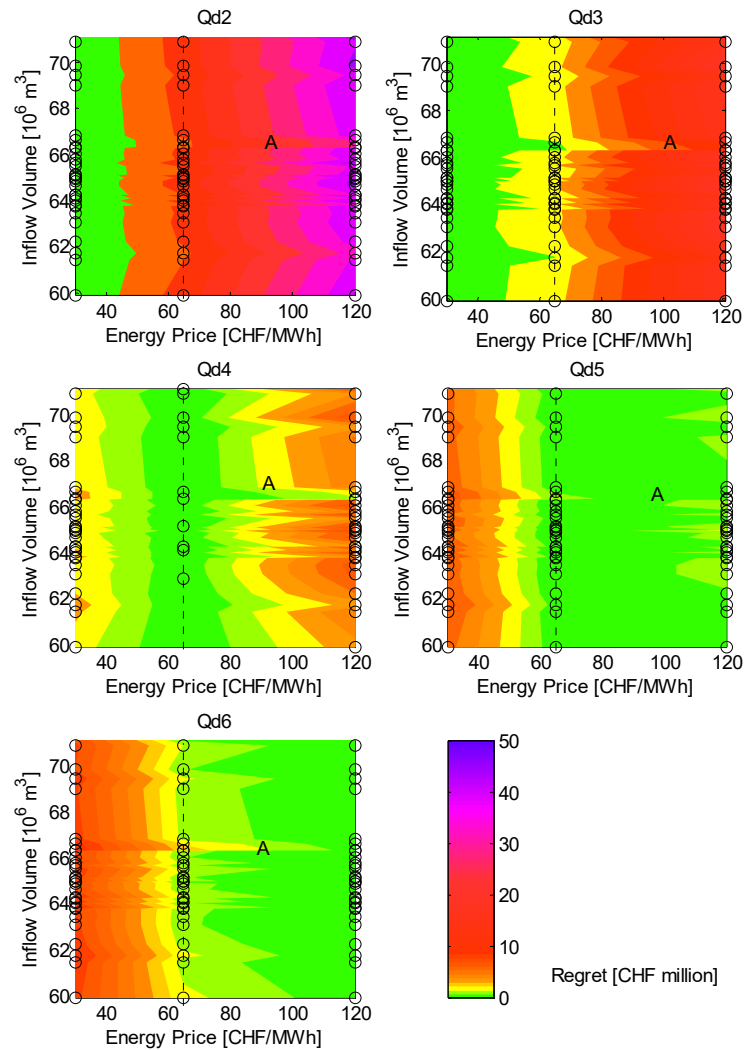 Qd2
Qd3
70
68
66
64
62
60
Inflow Volume [10⁶ m³]
A
40
60
80
100
120
Energy Price [CHF/MWh]
70
68
66
64
62
60
Inflow Volume [10⁶ m³]
A
40
60
80
100
120
Energy Price [CHF/MWh]
Qd4
Qd5
70
68
66
64
62
60
Inflow Volume [10⁶ m³]
A
40
60
80
100
120
Energy Price [CHF/MWh]
70
68
66
64
62
60
Inflow Volume [10⁶ m³]
A
40
60
80
100
120
Energy Price [CHF/MWh]
Qd6
70
68
66
64
62
60
Inflow Volume [10⁶ m³]
A
40
60
80
100
120
Energy Price [CHF/MWh]
50
40
30
20
10
0
Regret [CHF million]